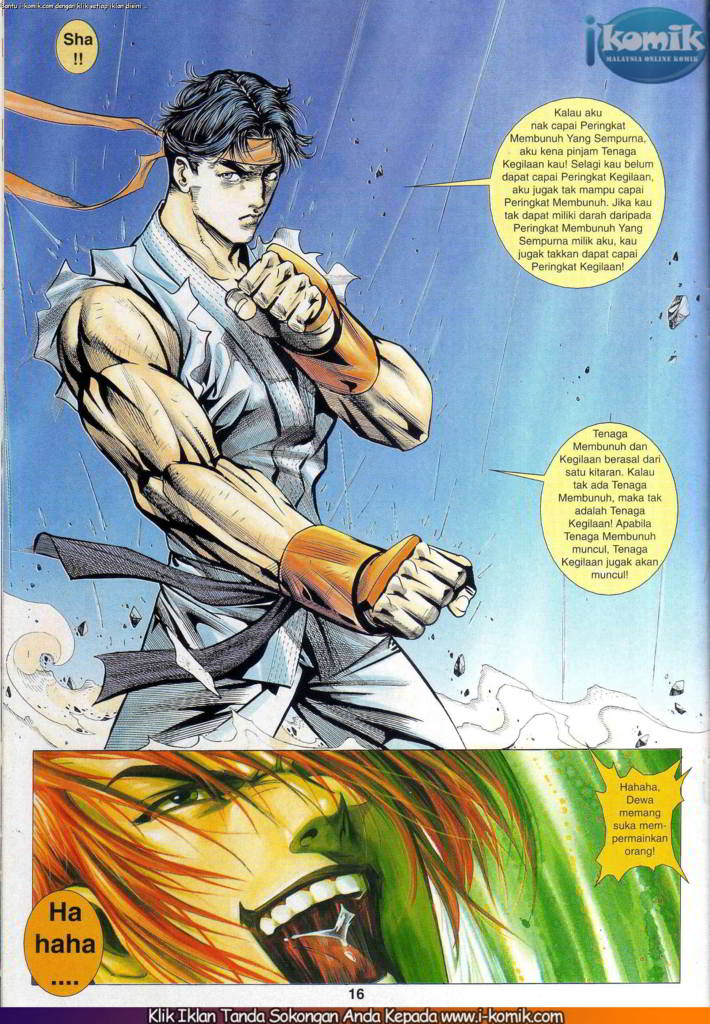 Bantu i-komik.com dengan klik setiap iklan disini ..
i komik
MALAYSIA ONLINE KOMIK
Sha
!!
Kalau aku
nak capai Peringkat
Membunuh Yang Sempurna,
aku kena pinjam Tenaga
Kegilaan kau! Selagi kau belum
dapat capai Peringkat Kegilaan,
aku jugak tak mampu capai
Peringkat Membunuh. Jika kau
tak dapat miliki darah daripada
Peringkat Membunuh Yang
Sempurna milik aku, kau
jugak takkan dapat capai
Peringkat Kegilaan!
Tenaga
Membunuh dan
Kegilaan berasal dari
satu kitaran. Kalau
tak ada Tenaga
Membunuh, maka tak
adalah Tenaga
Kegilaan! Apabila
Tenaga Membunuh
muncul, Tenaga
Kegilaan jugak akan
muncul!
Hahaha,
Dewa
memang
suka mem-
permainkan
orang!
Ha
haha
....
16
Klik Iklan Tanda Sokongan Anda Kepada www.i-komik.com